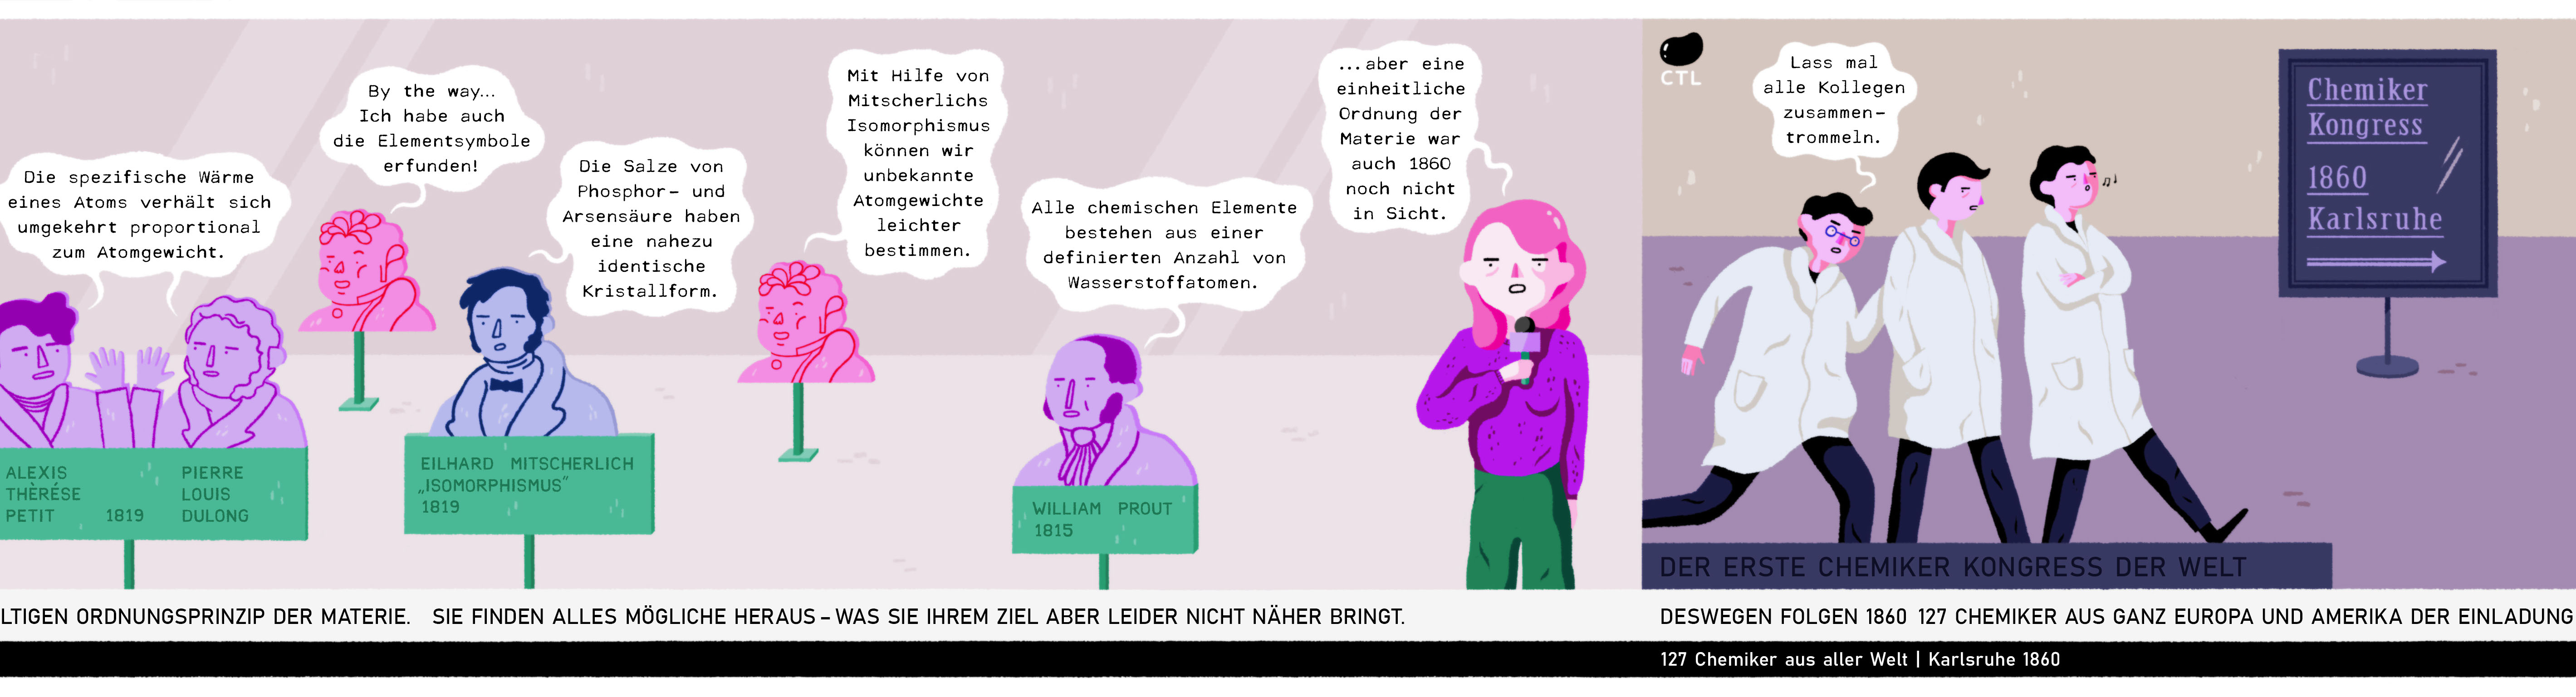 Die spezifische Wärme
eines Atoms verhält sich
umgekehrt proportional
zum Atomgewicht.
By the way...
Ich habe auch
die Elementsymbole
erfunden!
Die Salze von
Phosphor- und
Arsensäure haben
eine nahezu
identische
Kristallform.
Mit Hilfe von
Mitscherlichs
Isomorphismus
können wir
unbekannte
Atomgewichte
leichter
bestimmen.
Alle chemischen Elemente
bestehen aus einer
definierten Anzahl von
Wasserstoffatomen.
...aber eine
einheitliche
Ordnung der
Materie war
auch 1860
noch nicht
in Sicht.
ALEXIS
THÈRÉSE
PETIT
1819
PIERRE
LOUIS
DULONG
EILHARD MITSCHERLICH
„ISOMORPHISMUS"
1819
WILLIAM PROUT
1815
LTIGEN ORDNUNGSPRINZIP DER MATERIE. SIE FINDEN ALLES MÖGLICHE HERAUS – WAS SIE IHREM ZIEL ABER LEIDER NICHT NÄHER BRINGT.
CTL
Lass mal
alle Kollegen
zusammen-
trommeln.
Chemiker
Kongress
1860
Karlsruhe
DER ERSTE CHEMIKER KONGRESS DER WELT
DESWEGEN FOLGEN 1860 127 CHEMIKER AUS GANZ EUROPA UND AMERIKA DER EINLADUNG
127 Chemiker aus aller Welt | Karlsruhe 1860